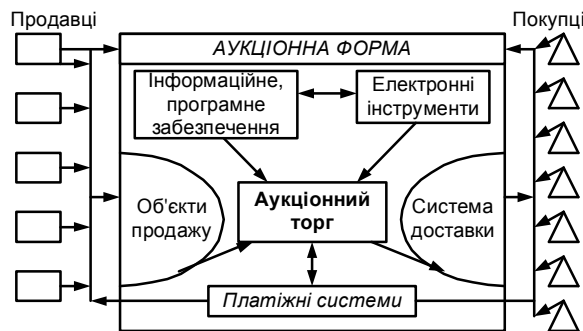 Продавці
Покупці
АУКЦІОННА ФОРМА
Інформаційне,
програмне
забезпечення
Електронні
інструменти
Об'єкти
продажу
Аукціонний
торг
Система
доставки
Платіжні системи